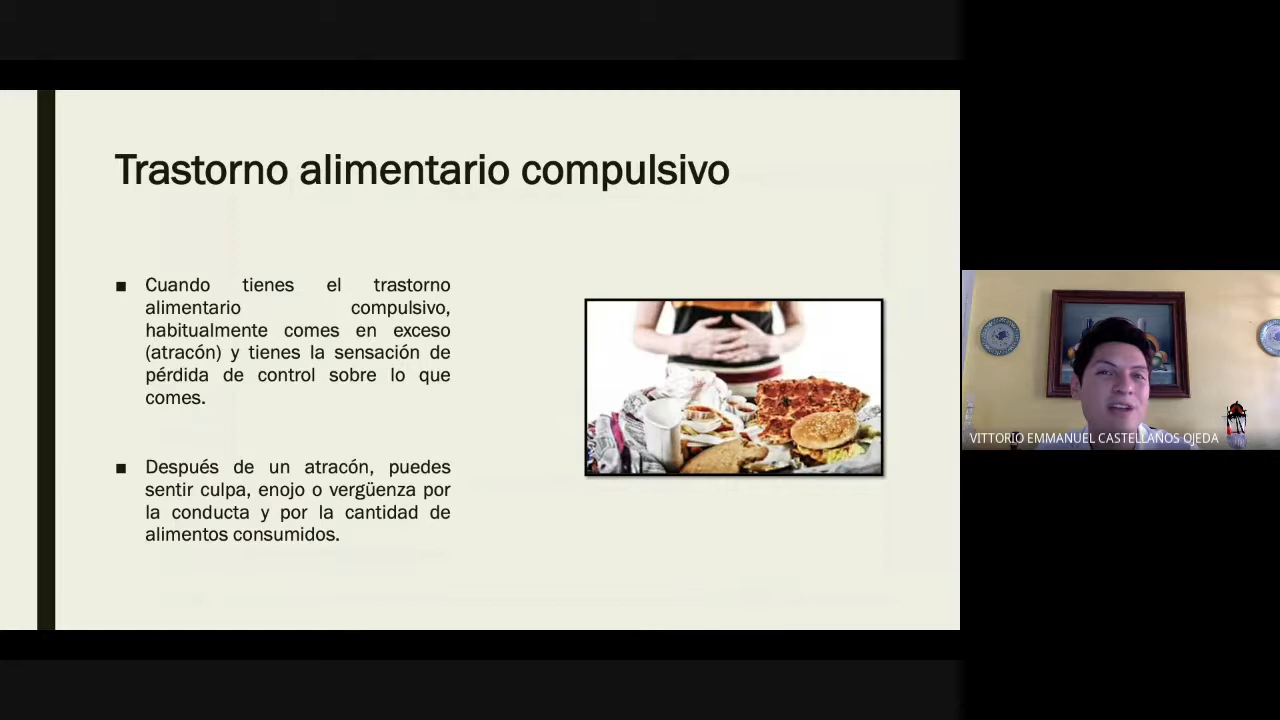 Trastorno alimentario compulsivo
■ Cuando tienes el trastorno
alimentario compulsivo,
habitualmente comes en exceso
(atracón) y tienes la sensación de
pérdida de control sobre lo que
comes.
■ Después de un atracón, puedes
sentir culpa, enojo o vergüenza por
la conducta y por la cantidad de
alimentos consumidos.
VITTORIO EMMANUEL CASTELLANOS OJEDA